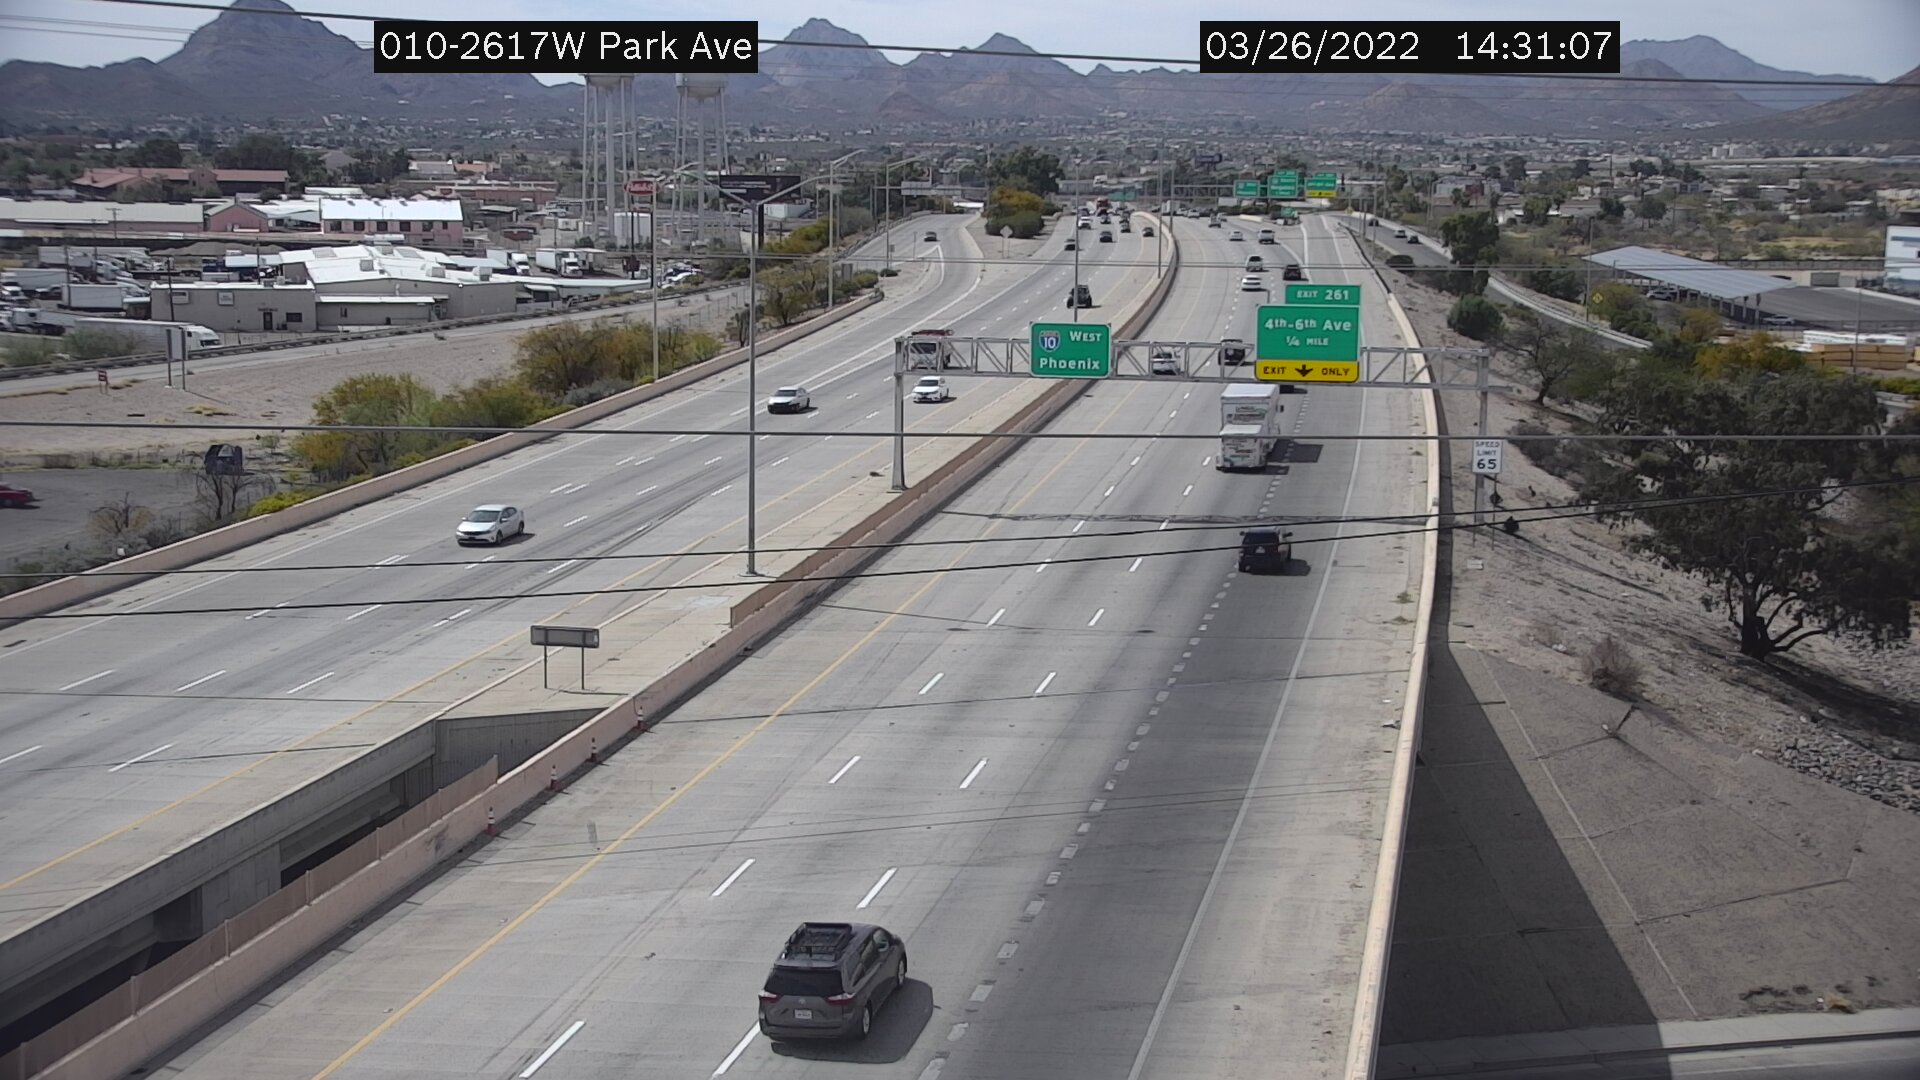 010-2617W Park Ave
03/26/2022 14:31:07
EXIT 261
4th-6th Ave
1/4 MILE
EXIT ONLY
10 WEST
Phoenix
SPEED
LIMIT
65